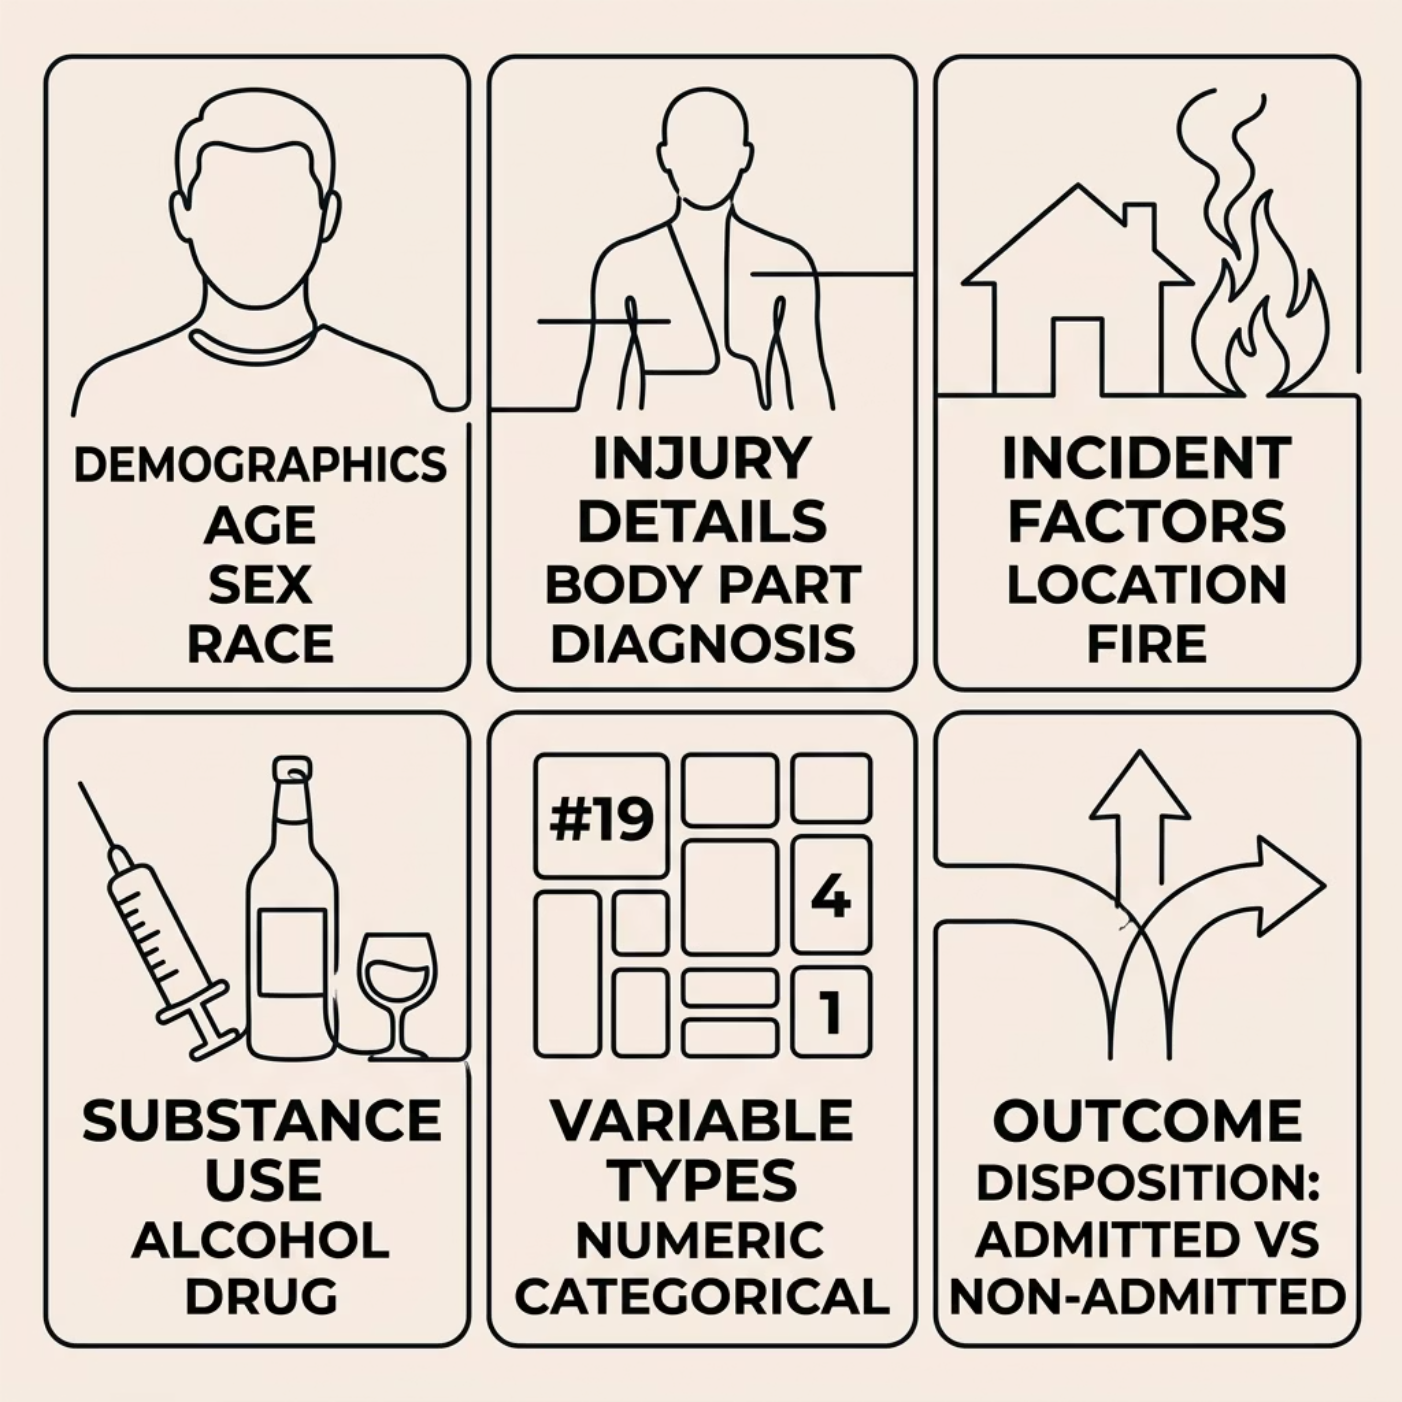 DEMOGRAPHICS
AGE
SEX
RACE
INJURY
DETAILS
BODY PART
DIAGNOSIS
INCIDENT
FACTORS
LOCATION
FIRE
SUBSTANCE
USE
ALCOHOL
DRUG
#19
4
1
VARIABLE
TYPES
NUMERIC
CATEGORICAL
OUTCOME
DISPOSITION:
ADMITTED VS
NON-ADMITTED